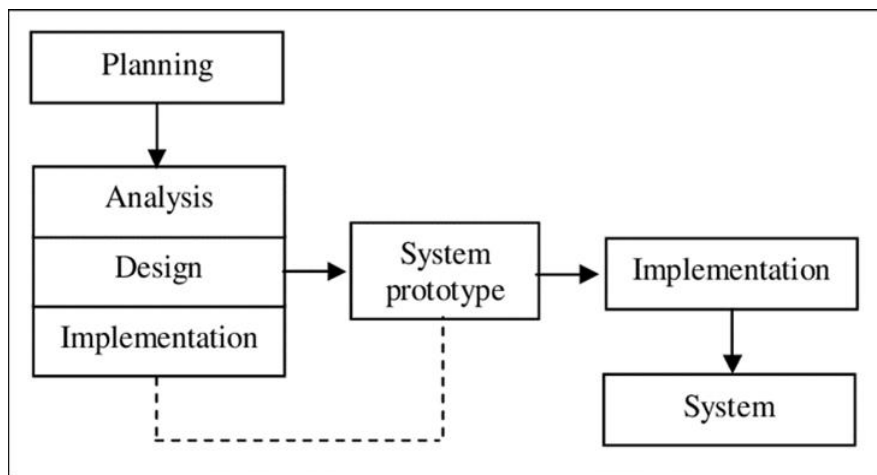 Planning
Analysis
Design
Implementation
System
prototype
Implementation
System